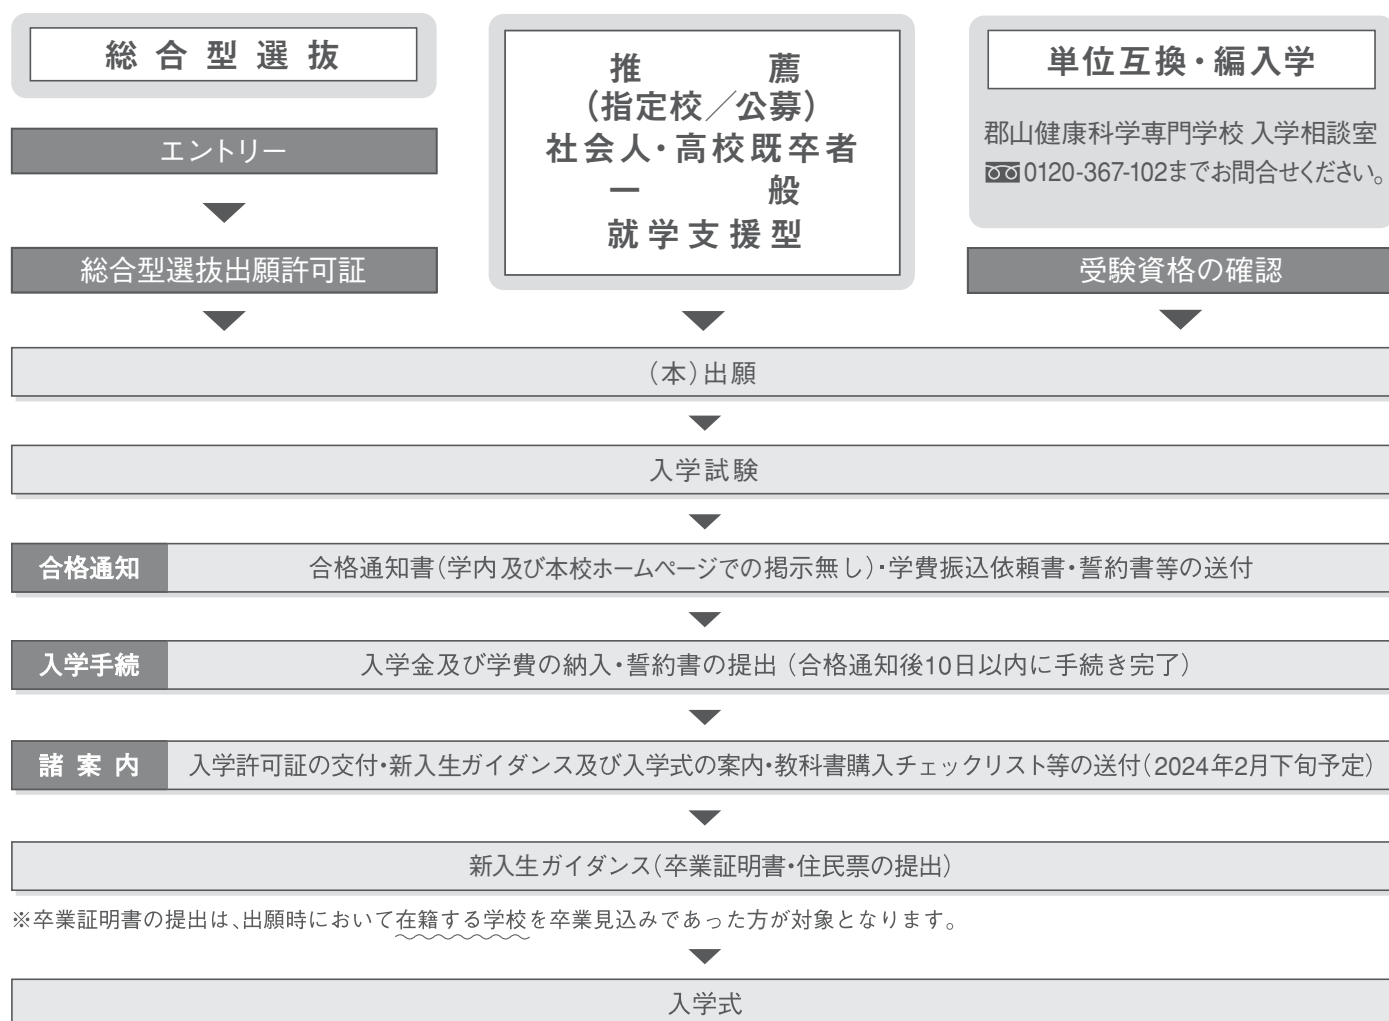 総合型選抜
エントリー
総合型選抜出願許可証
推薦
（指定校／公募）
社会人・高校既卒者
一般
就学支援型
単位互換・編入学
郡山健康科学専門学校 入学相談室
0120-367-102までお問合せください。
受験資格の確認
（本）出願
入学試験
合格通知 合格通知書（学内及び本校ホームページでの掲示無し）・学費振込依頼書・誓約書等の送付
入学手続 入学金及び学費の納入・誓約書の提出（合格通知後10日以内に手続き完了）
諸案内 入学許可証の交付・新入生ガイダンス及び入学式の案内・教科書購入チェックリスト等の送付（2024年2月下旬予定）
新入生ガイダンス（卒業証明書・住民票の提出）
※卒業証明書の提出は、出願時において在籍する学校を卒業見込みであった方が対象となります。
入学式